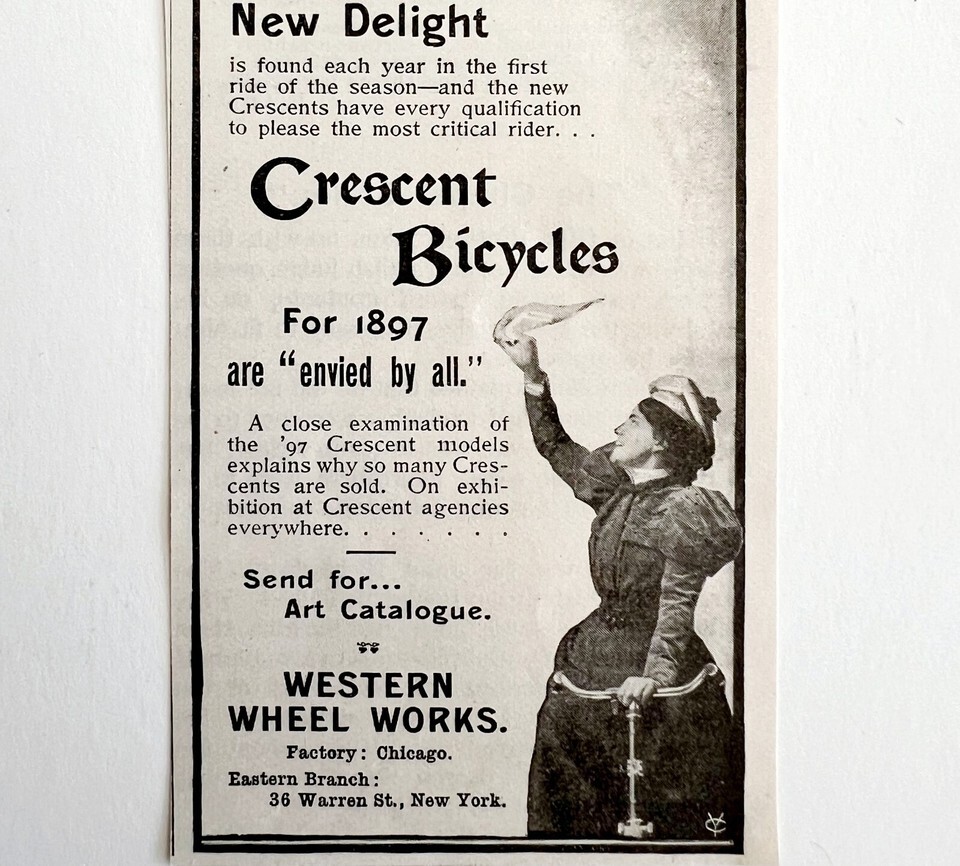 New Delight
is found each year in the first
ride of the season—and the new
Crescents have every qualification
to please the most critical rider. . .
Crescent
Bicycles
For 1897
are "envied by all."
A close examination of
the '97 Crescent models
explains why so many Cres-
cents are sold. On exhi-
bition at Crescent agencies
everywhere. . . . . . .
Send for...
Art Catalogue.
WESTERN
WHEEL WORKS.
Factory: Chicago.
Eastern Branch:
36 Warren St., New York.